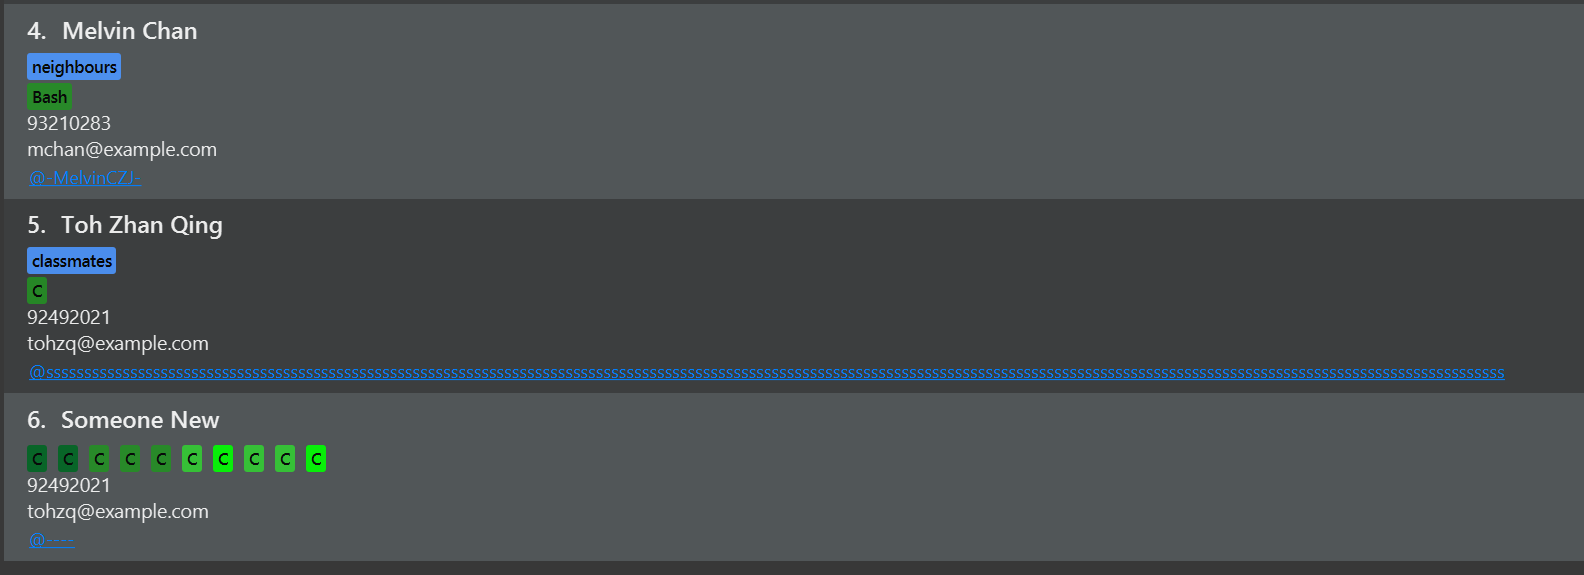 4. Melvin Chan
neighbours
Bash
93210283
mchan@example.com
@-MelvinCZJ-
5. Toh Zhan Qing
classmates
C
92492021
tohzq@example.com
6. Someone New
C C C C C C C C C C
92492021
tohzq@example.com
@----